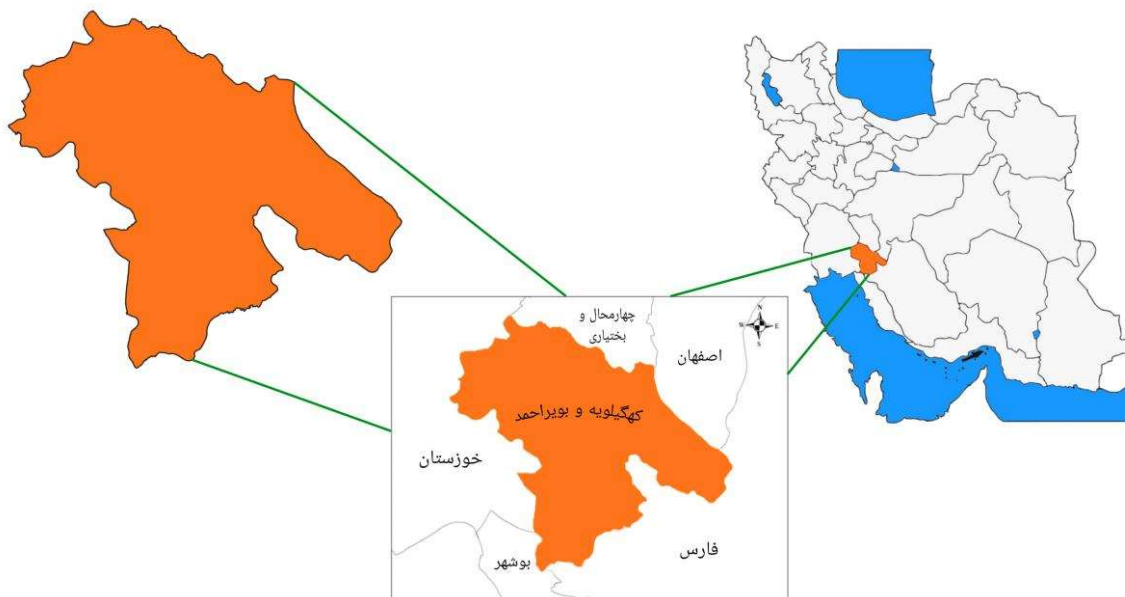 چهارمحال و
بختیاری
اصفهان
N
W E
S
کهگیلویه و بویراحمد
خوزستان
فارس
بوشهر